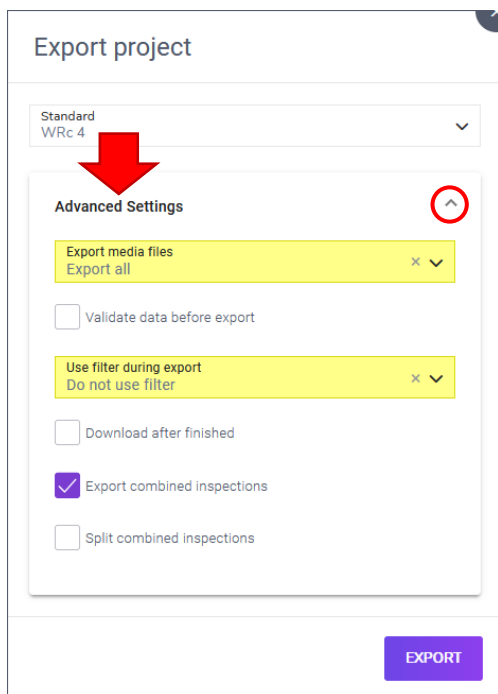 Export project
Standard
WRc 4
Advanced Settings
Export media files
Export all
Validate data before export
Use filter during export
Do not use filter
Download after finished
Export combined inspections
Split combined inspections
EXPORT